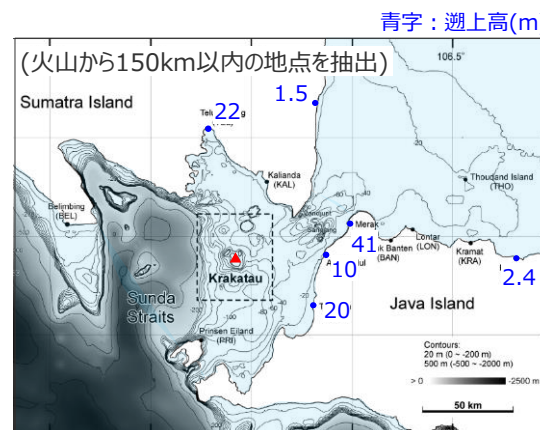 青字：遡上高(m
(火山から150km以内の地点を抽出)
106.5°
Sumatra Island
22
1.5
Kalianda
(KAL)
Thousand Island
(THO)
Belimbing
(BEL)
Merak
41
Lontar
(LON)
Banten
(BAN)
Kramat
(KRA)
10
2.4
Krakatau
Sunda
Straits
20
Java Island
Prinsen Eiland
(PRI)
Contours:
20 m (0 ~ -200 m)
500 m (-500 ~ -2000 m)
> 0
-2500 m
50 km